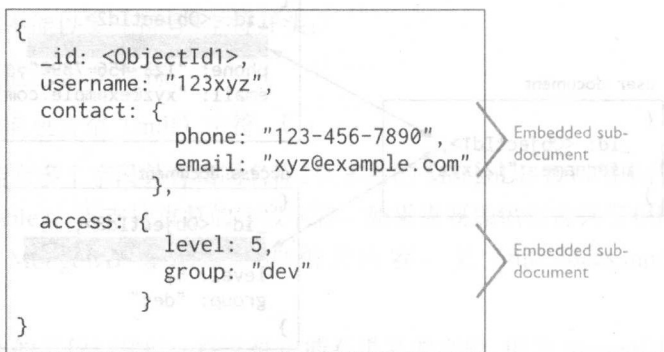 {
_id: <ObjectId1>,
username: "123xyz",
contact: {
phone: "123-456-7890",
email: "xyz@example.com"
},
access: {
level: 5,
group: "dev"
}
}
Embedded sub-
document
Embedded sub-
document